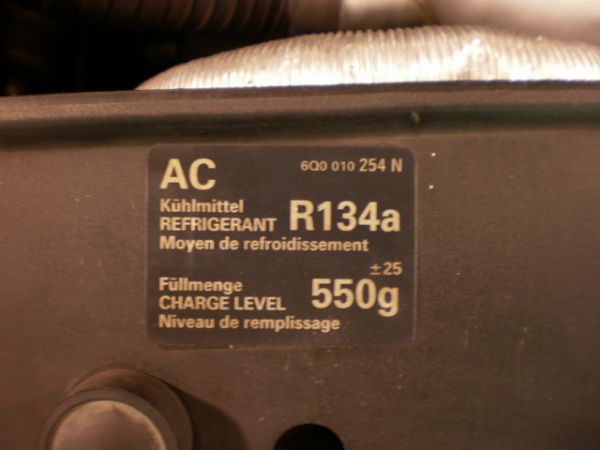 AC 6Q0 010 254 N
Kühlmittel
REFRIGERANT R134a
Moyen de refroidissement
±25
Füllmenge
CHARGE LEVEL 550g
Niveau de remplissage